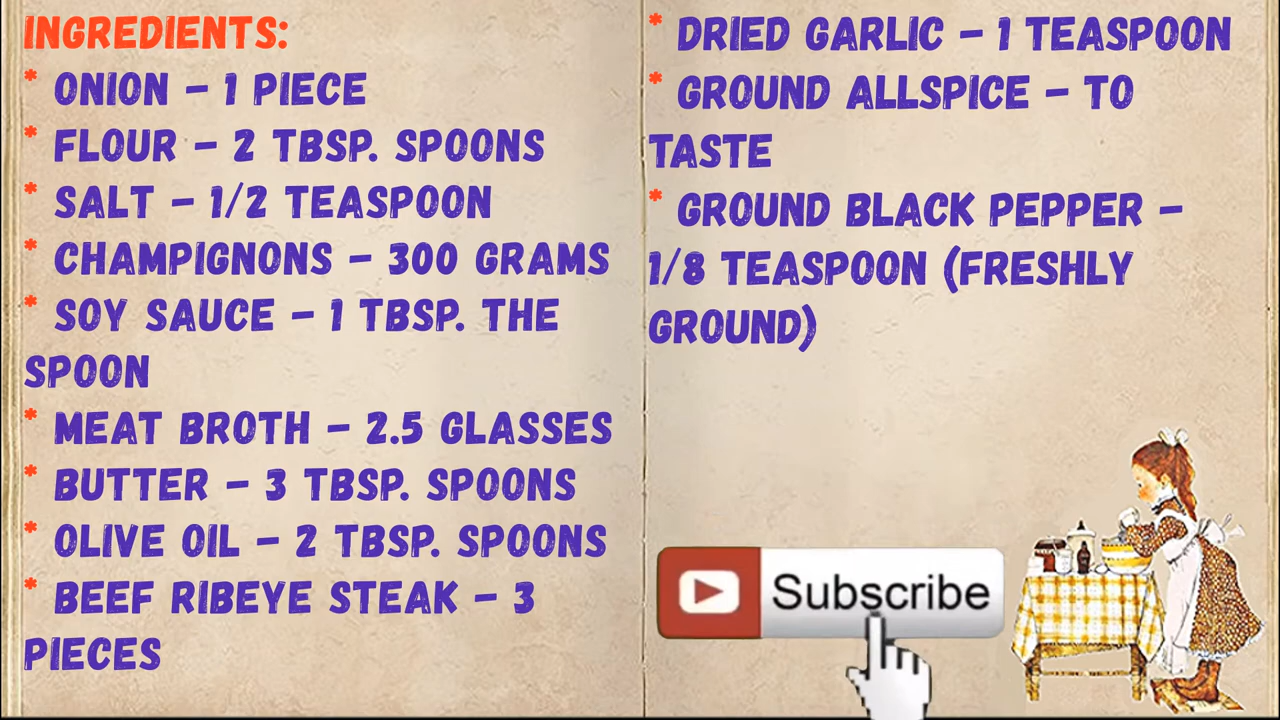 INGREDIENTS:
* ONION – 1 PIECE
* FLOUR – 2 TBSP. SPOONS
* SALT – 1/2 TEASPOON
* CHAMPIGNONS – 300 GRAMS
* SOY SAUCE – 1 TBSP. THE
SPOON
* MEAT BROTH – 2.5 GLASSES
* BUTTER – 3 TBSP. SPOONS
* OLIVE OIL – 2 TBSP. SPOONS
* BEEF RIBEYE STEAK – 3
PIECES
* DRIED GARLIC – 1 TEASPOON
* GROUND ALLSPICE – TO
TASTE
* GROUND BLACK PEPPER –
1/8 TEASPOON (FRESHLY
GROUND)
Subscribe